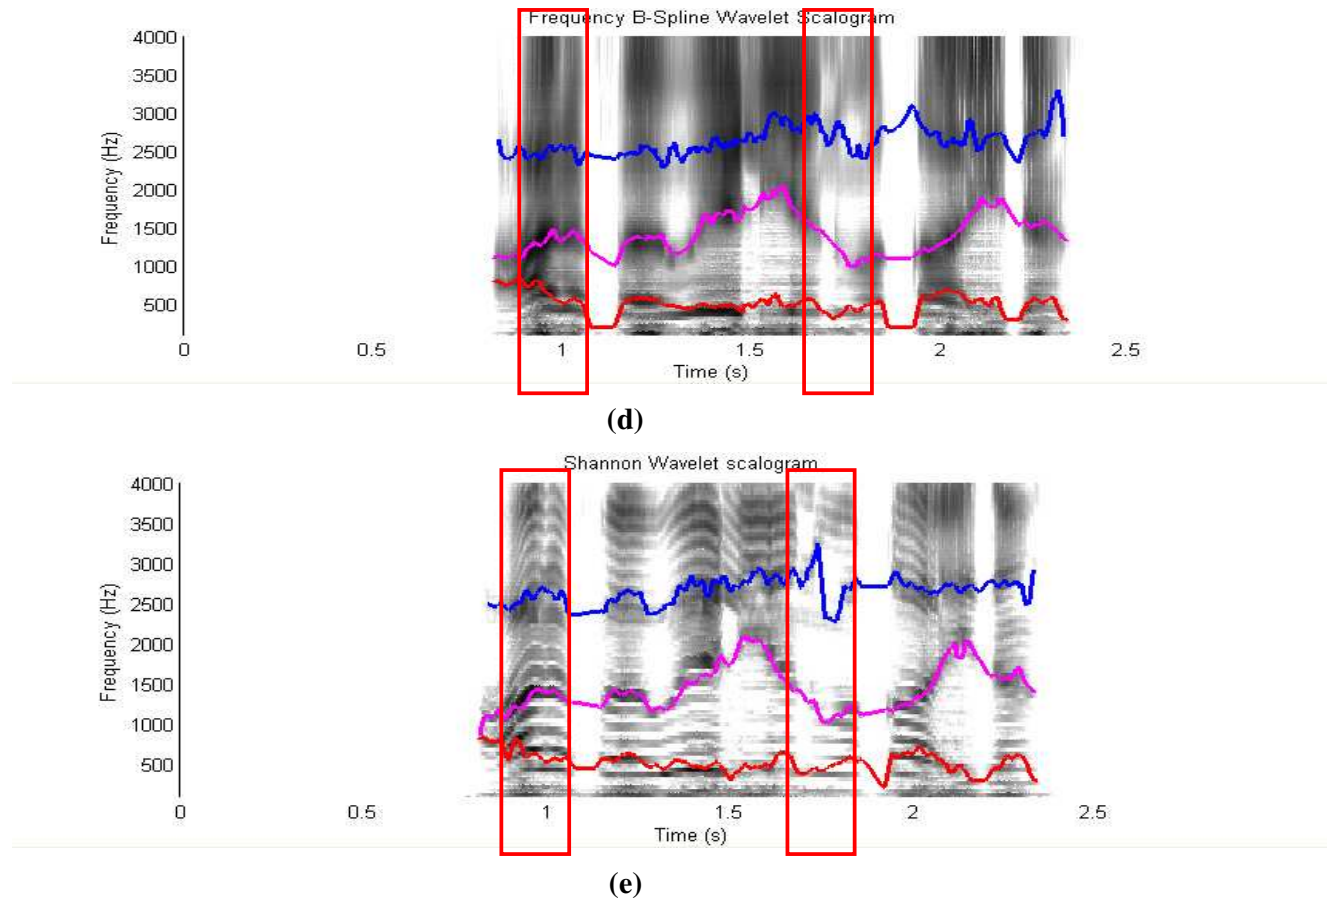 Frequency B-Spline Wavelet Scalogram
4000
3500
3000
2500
2000
1500
1000
500
Frequency (Hz)
0 0.5 1 1.5 2 2.5
Time (s)
(d)
Shannon Wavelet scalogram
4000
3500
3000
2500
2000
1500
1000
500
Frequency (Hz)
0 0.5 1 1.5 2 2.5
Time (s)
(e)